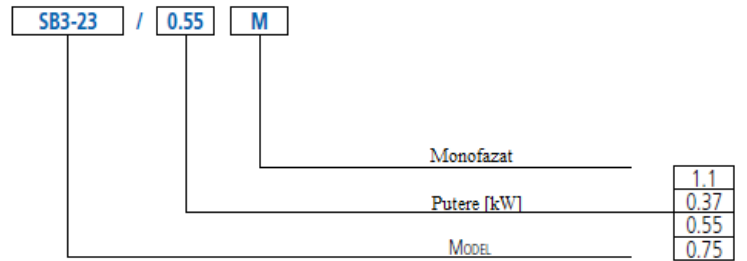 SB3-23 / 0.55 M
Monofazat
1.1
Putere [kW] 0.37
0.55
MODEL 0.75